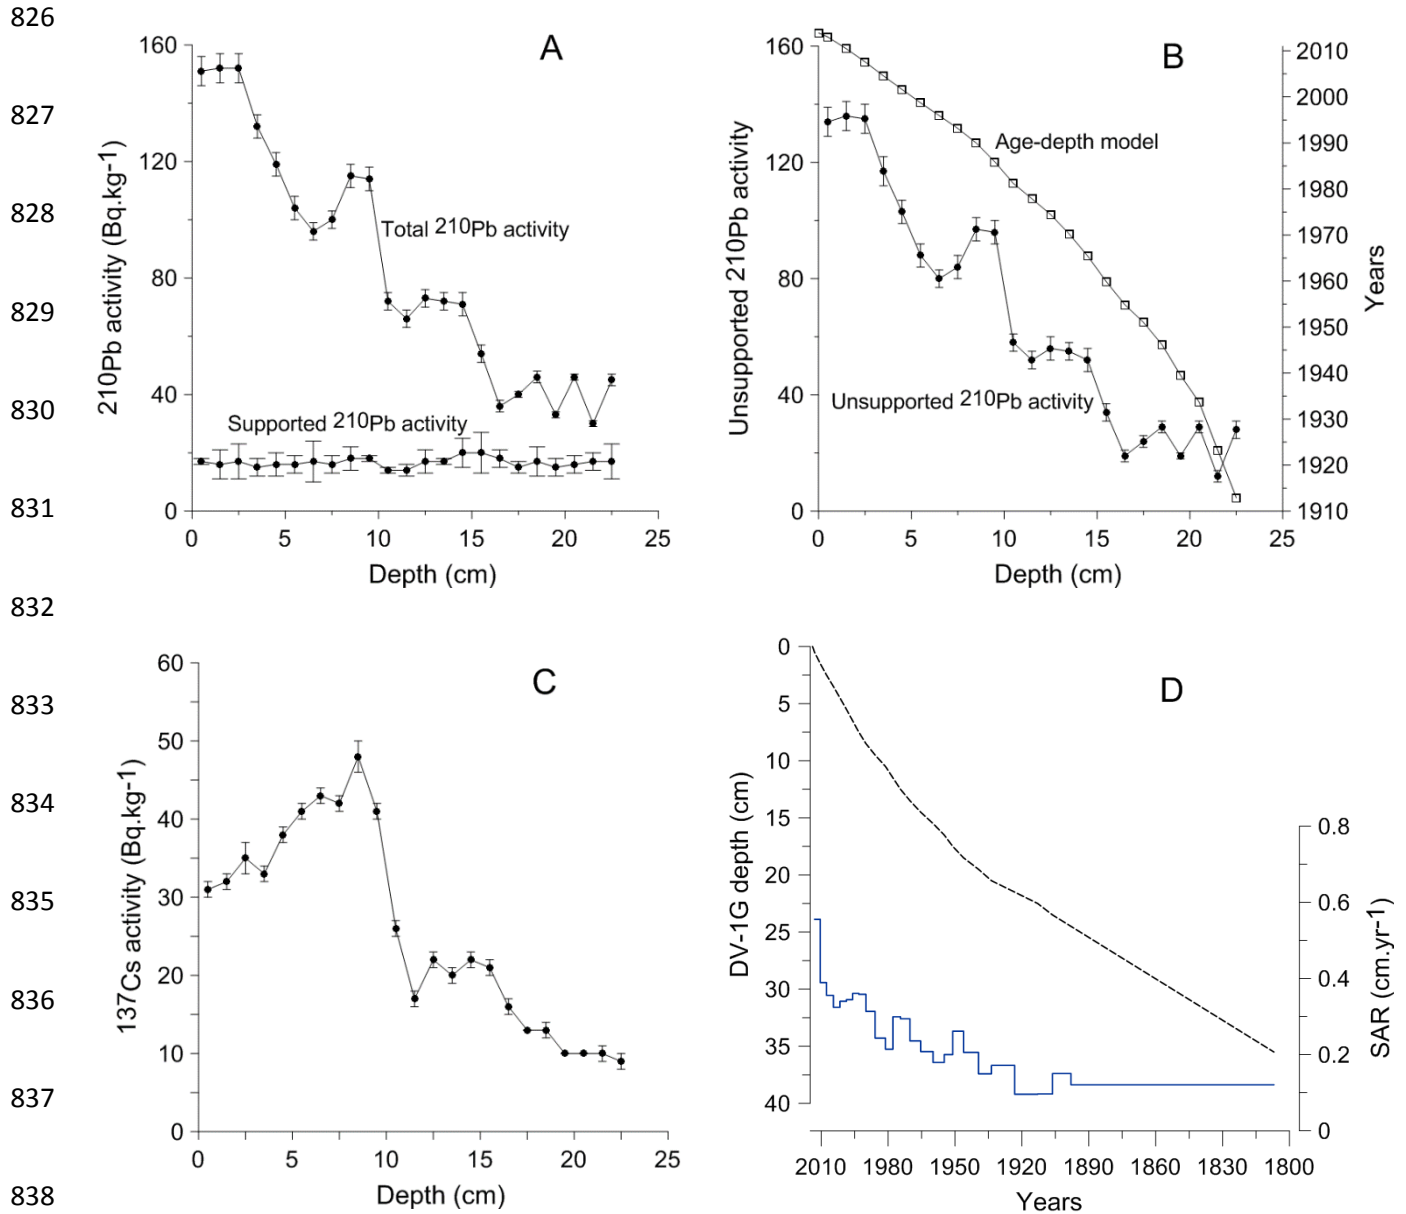 826
827
828
829
830
831
832
833
834
835
836
837
838
A
160
120
80
40
0
210Pb activity (Bq.kg-1)
Total 210Pb activity
Supported 210Pb activity
0 5 10 15 20 25
Depth (cm)
B
160
120
80
40
0
Unsupported 210Pb activity
Age-depth model
Unsupported 210Pb activity
2010
2000
1990
1980
1970
1960
1950
1940
1930
1920
1910
Years
0 5 10 15 20 25
Depth (cm)
C
60
50
40
30
20
10
0
137Cs activity (Bq.kg-1)
0 5 10 15 20 25
Depth (cm)
D
0
5
10
15
20
25
30
35
40
DV-1G depth (cm)
0.8
0.6
0.4
0.2
0
SAR (cm.yr-1)
2010 1980 1950 1920 1890 1860 1830 1800
Years